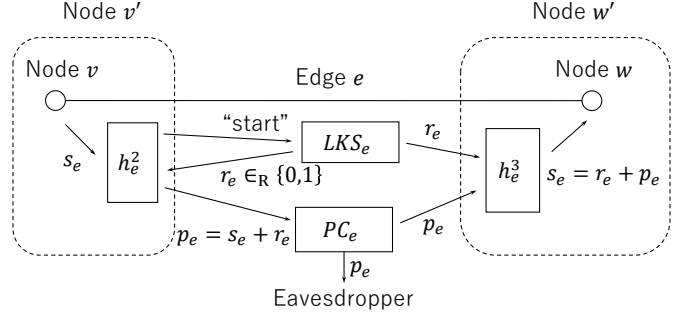 Node v′
Node w′
Node v
Node w
Edge e
"start"
LKS_e
r_e
s_e
h_e^2
r_e ∈_R {0,1}
h_e^3
s_e = r_e + p_e
p_e = s_e + r_e
PC_e
p_e
p_e
Eavesdropper